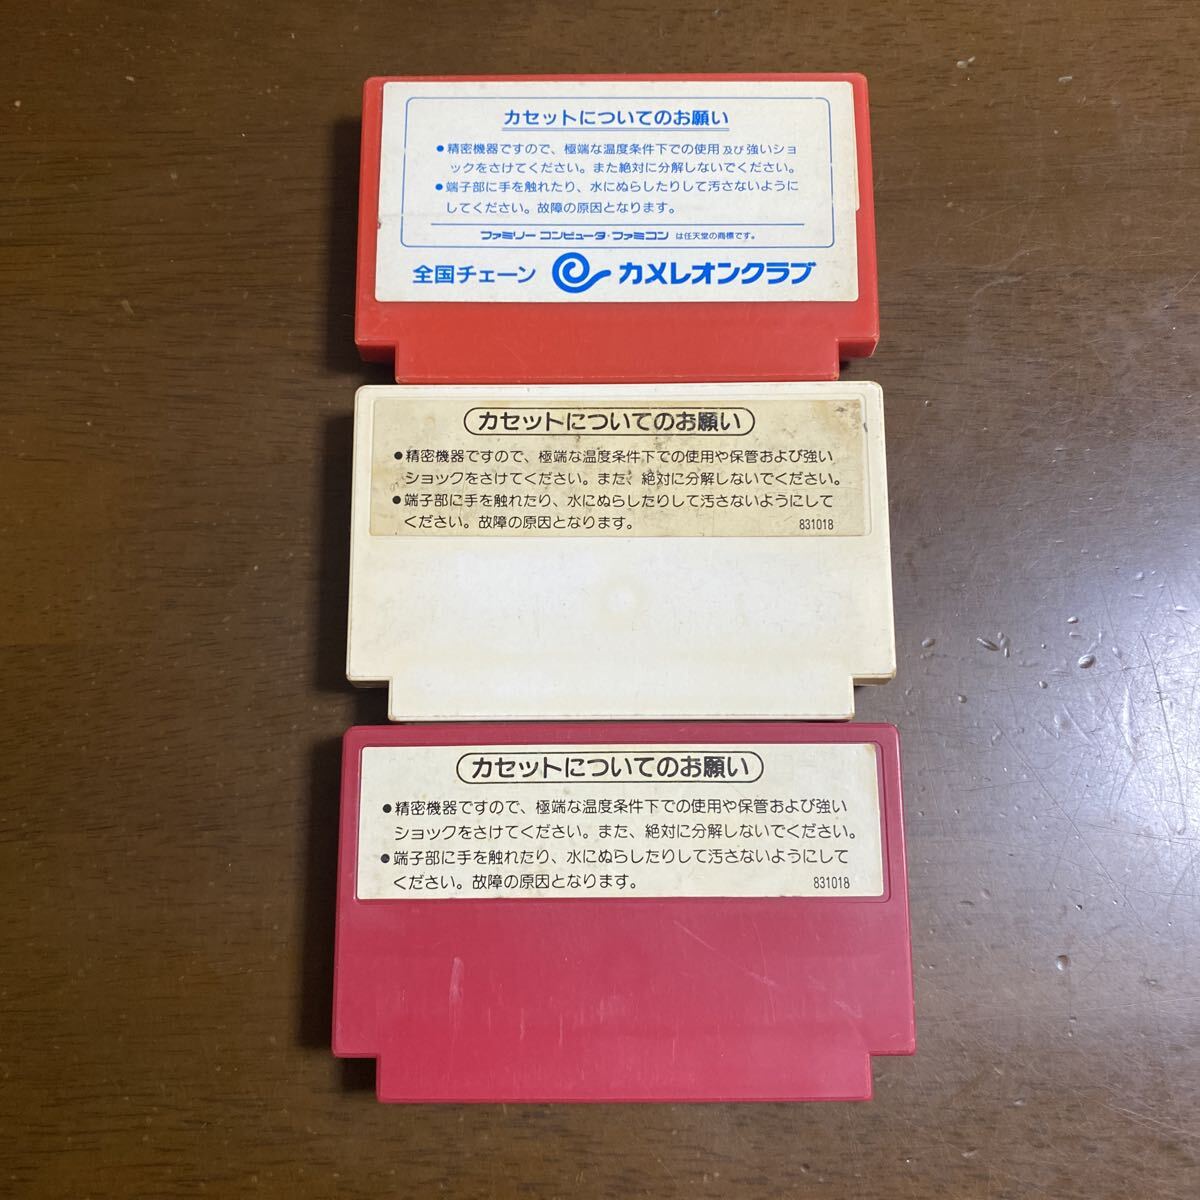 カセットについてのお願い
●精密機器ですので、極端な温度条件下での使用及び強いショ
ックをさけてください。また絶対に分解しないでください。
●端子部に手を触れたり、水にぬらしたりして汚さないように
してください。故障の原因となります。
ファミリーコンピュータ・ファミコン は任天堂の商標です。
全国チェーン カメレオンクラブ
カセットについてのお願い
●精密機器ですので、極端な温度条件下での使用や保管および強い
ショックをさけてください。また、絶対に分解しないでください。
●端子部に手を触れたり、水にぬらしたりして汚さないようにして
ください。故障の原因となります。 831018
カセットについてのお願い
●精密機器ですので、極端な温度条件下での使用や保管および強い
ショックをさけてください。また、絶対に分解しないでください。
●端子部に手を触れたり、水にぬらしたりして汚さないようにして
ください。故障の原因となります。 831018